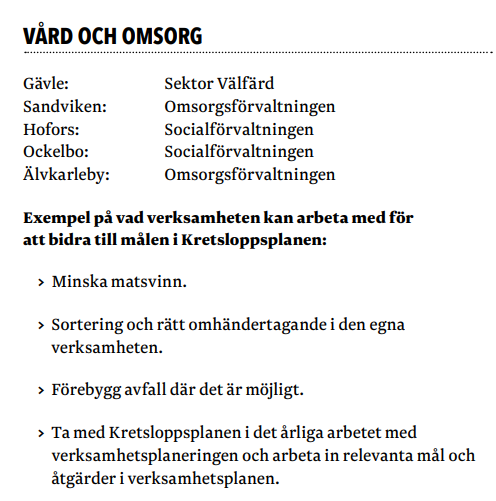 VÅRD OCH OMSORG
Gävle: Sektor Välfärd
Sandviken: Omsorgsförvaltningen
Hofors: Socialförvaltningen
Ockelbo: Socialförvaltningen
Älvkarleby: Omsorgsförvaltningen
Exempel på vad verksamheten kan arbeta med för
att bidra till målen i Kretsloppsplanen:
› Minska matsvinn.
› Sortering och rätt omhändertagande i den egna
verksamheten.
› Förebygg avfall där det är möjligt.
› Ta med Kretsloppsplanen i det årliga arbetet med
verksamhetsplaneringen och arbeta in relevanta mål och
åtgärder i verksamhetsplanen.